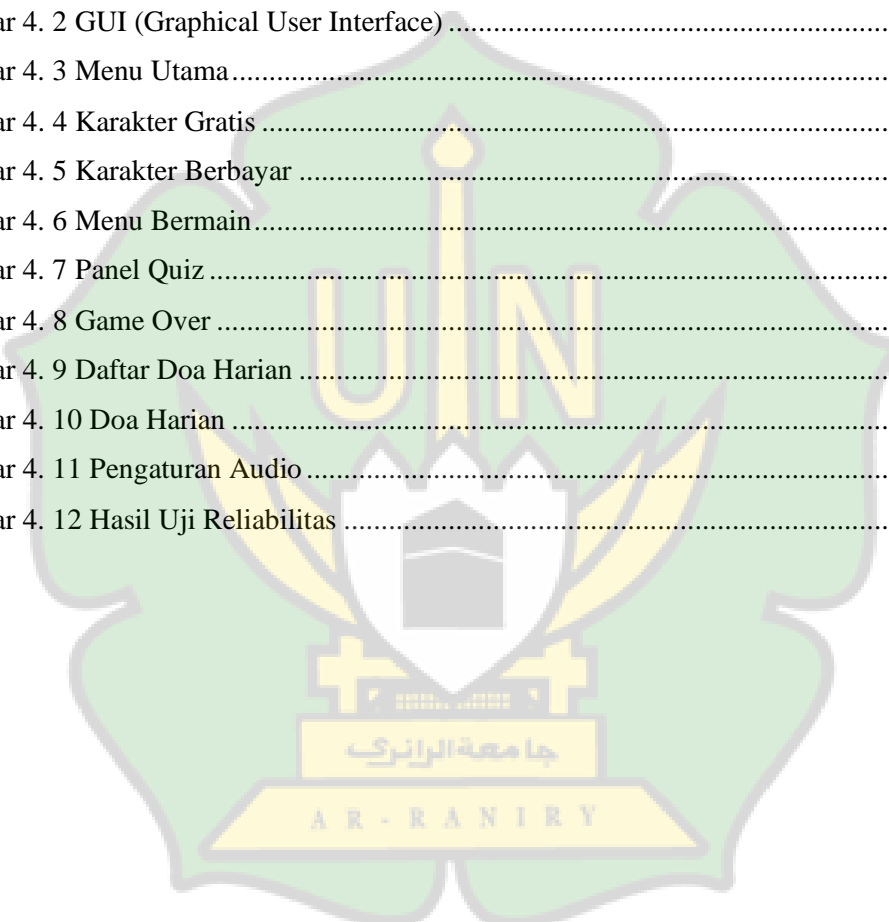 ar 4. 2 GUI (Graphical User Interface) ........................................................................
ar 4. 3 Menu Utama............................................................................................................
ar 4. 4 Karakter Gratis .......................................................................................................
ar 4. 5 Karakter Berbayar .................................................................................................
ar 4. 6 Menu Bermain.........................................................................................................
ar 4. 7 Panel Quiz ...............................................................................................................
ar 4. 8 Game Over ..............................................................................................................
ar 4. 9 Daftar Doa Harian .................................................................................................
ar 4. 10 Doa Harian ...........................................................................................................
ar 4. 11 Pengaturan Audio.................................................................................................
ar 4. 12 Hasil Uji Reliabilitas ...........................................................................................
UIN
جامعة الرانري
AR-RANIRY